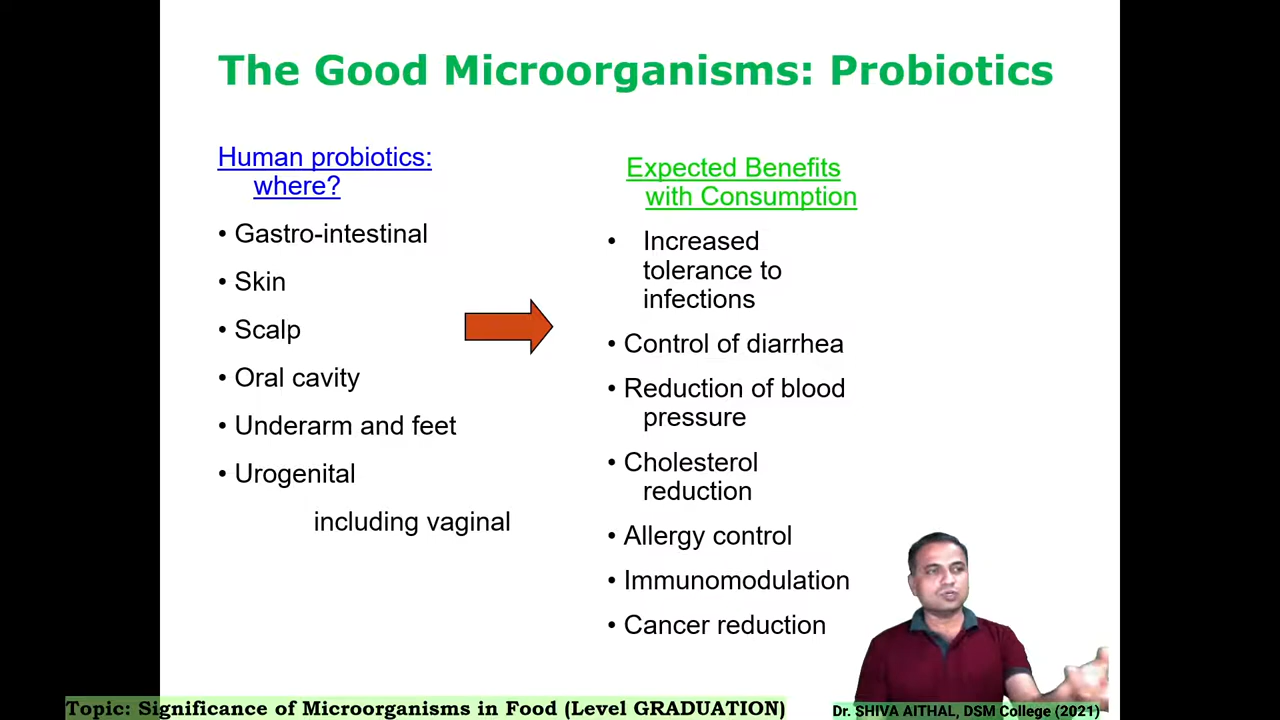 The Good Microorganisms: Probiotics
Human probiotics:
where?
• Gastro-intestinal
• Skin
• Scalp
• Oral cavity
• Underarm and feet
• Urogenital
including vaginal
Expected Benefits
with Consumption
• Increased
tolerance to
infections
• Control of diarrhea
• Reduction of blood
pressure
• Cholesterol
reduction
• Allergy control
• Immunomodulation
• Cancer reduction
Topic: Significance of Microorganisms in Food (Level GRADUATION)
Dr. SHIVA AITHAL, DSM College (2021)